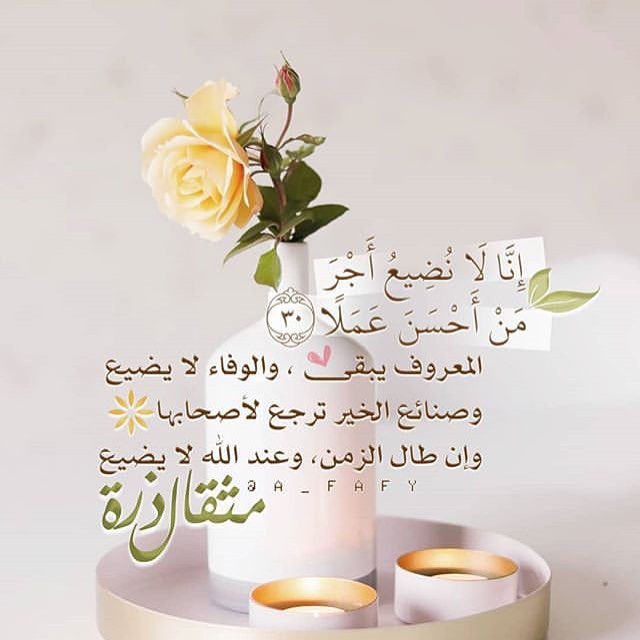 إِنَّا لَا نُضِيعُ أَجْرَ
مَنْ أَحْسَنَ عَمَلًا ٣٠
المعروف يبقى ، والوفاء لا يضيع
وصنائع الخير ترجع لأصحابها
وإن طال الزمن، وعند الله لا يضيع
مثقال ذرة
@A_FAFY